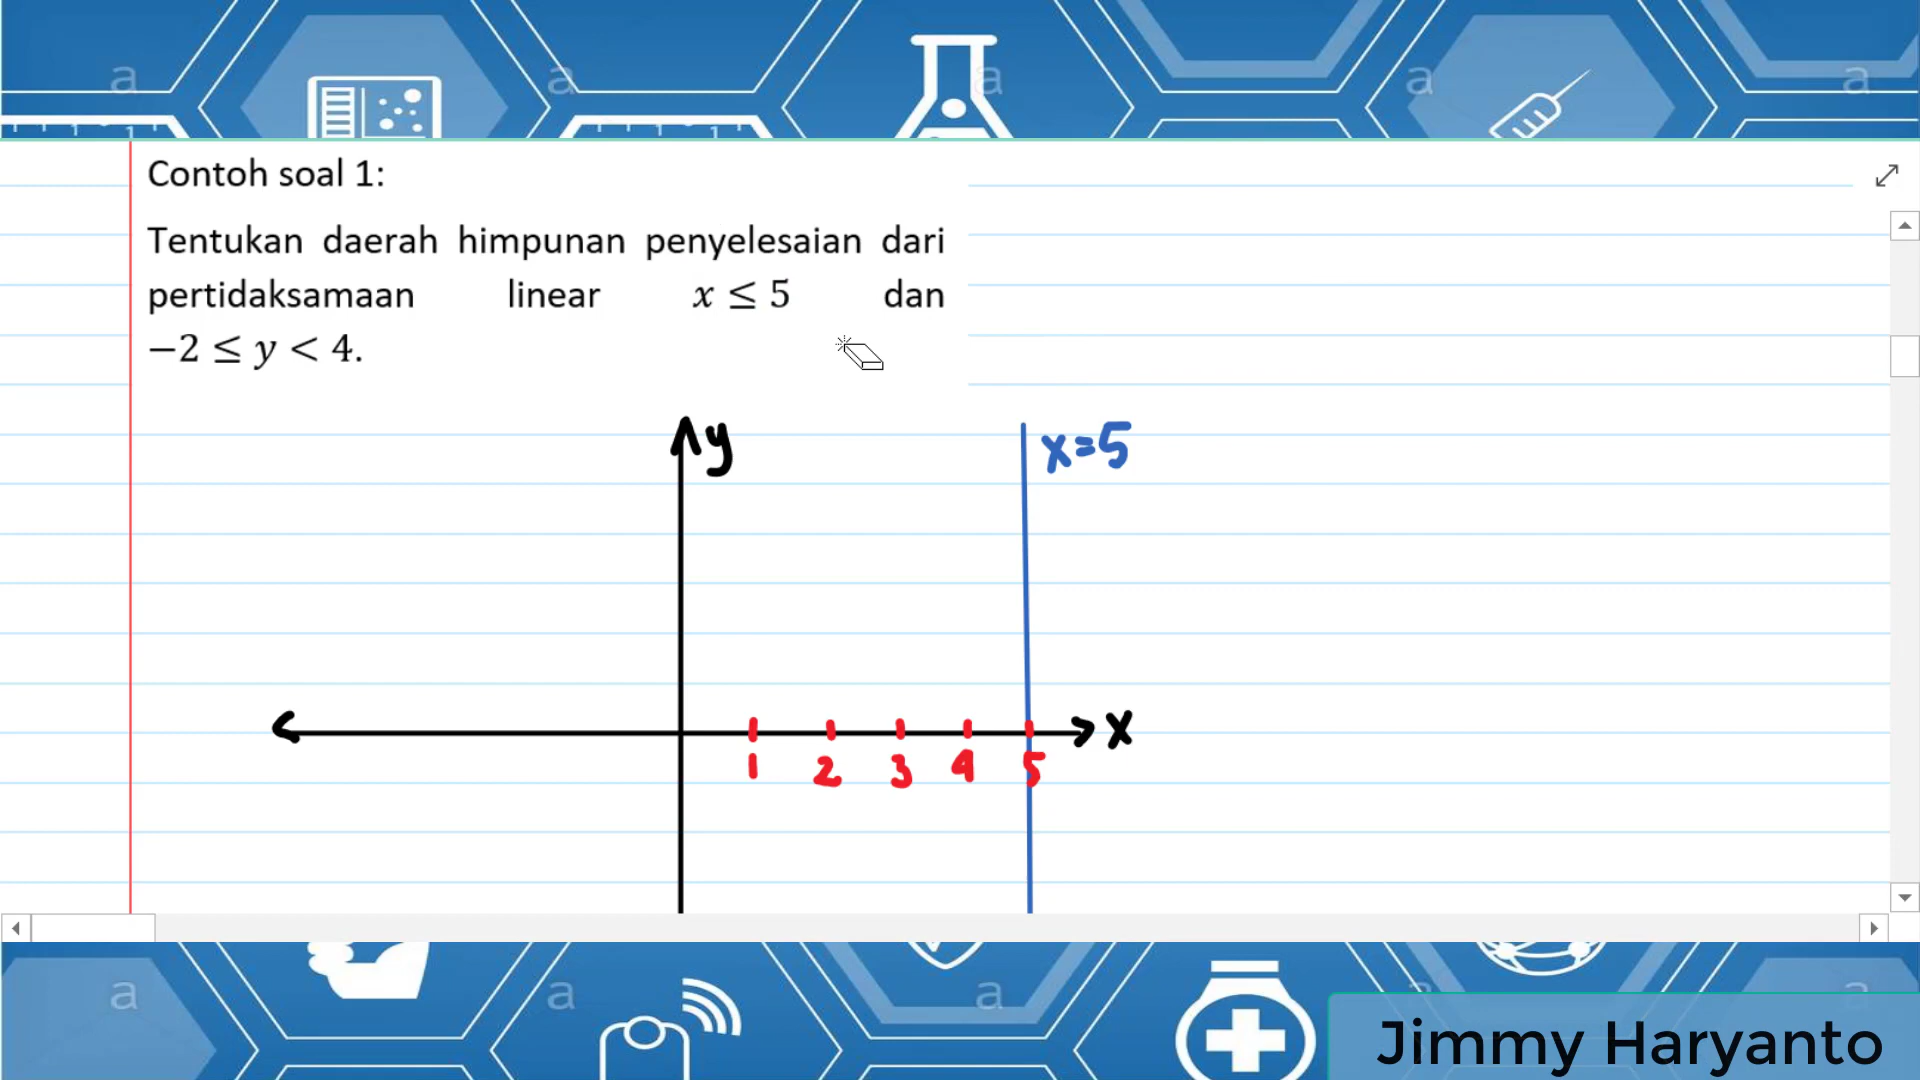 a a a a a
Contoh soal 1:
Tentukan daerah himpunan penyelesaian dari
pertidaksamaan linear x ≤ 5 dan
−2 ≤ y < 4.
y
x=5
x
1 2 3 4 5
a a a a a
Jimmy Haryanto